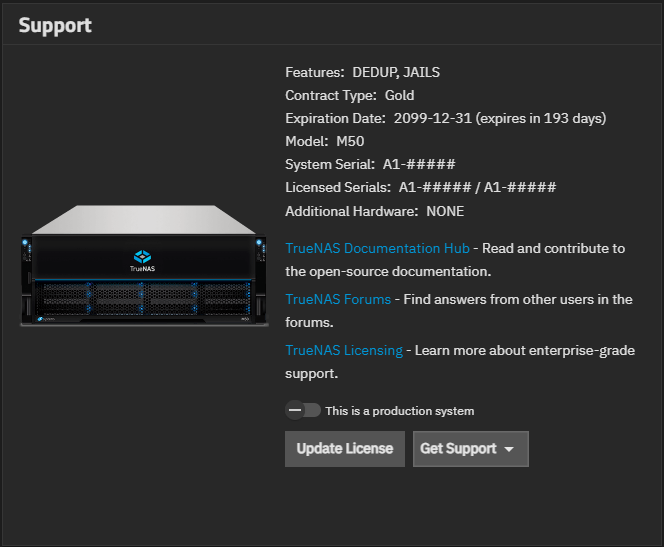 Support
Features: DEDUP, JAILS
Contract Type: Gold
Expiration Date: 2099-12-31 (expires in 193 days)
Model: M50
System Serial: A1-#####
Licensed Serials: A1-##### / A1-#####
Additional Hardware: NONE
TrueNAS
M50
TrueNAS Documentation Hub - Read and contribute to
the open-source documentation.
TrueNAS Forums - Find answers from other users in the
forums.
TrueNAS Licensing - Learn more about enterprise-grade
support.
This is a production system
Update License
Get Support